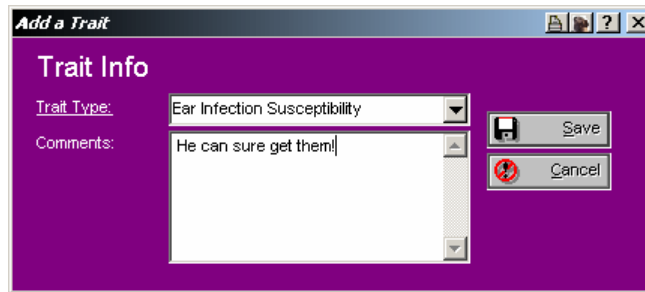 Add a Trait
Trait Info
Trait Type: Ear Infection Susceptibility
Comments: He can sure get them!
Save
Cancel